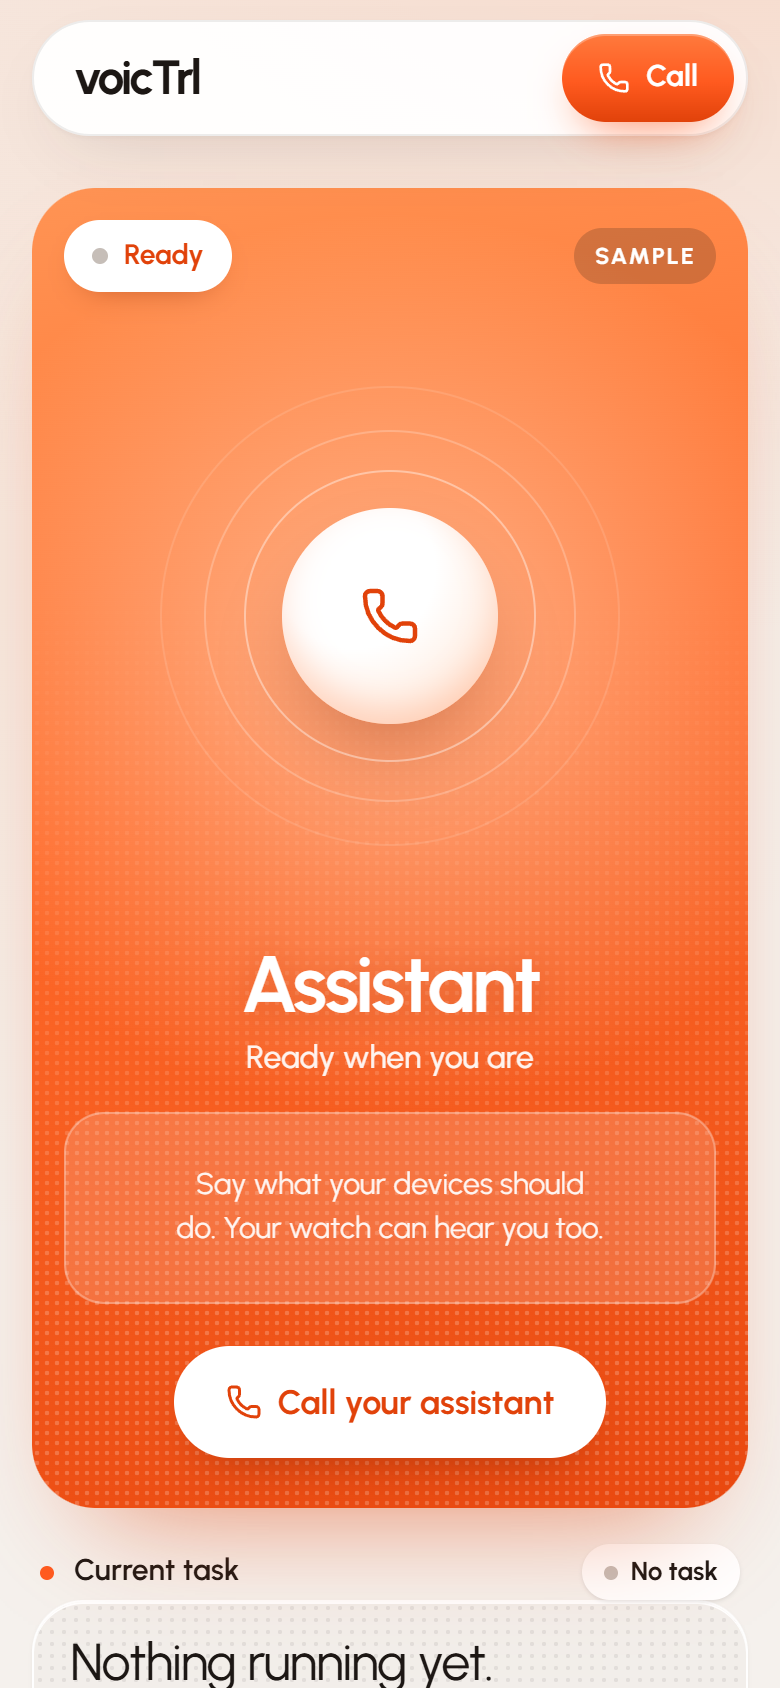 voicTrl
Call
Ready
SAMPLE
Assistant
Ready when you are
Say what your devices should
do. Your watch can hear you too.
Call your assistant
Current task
No task
Nothing running yet.